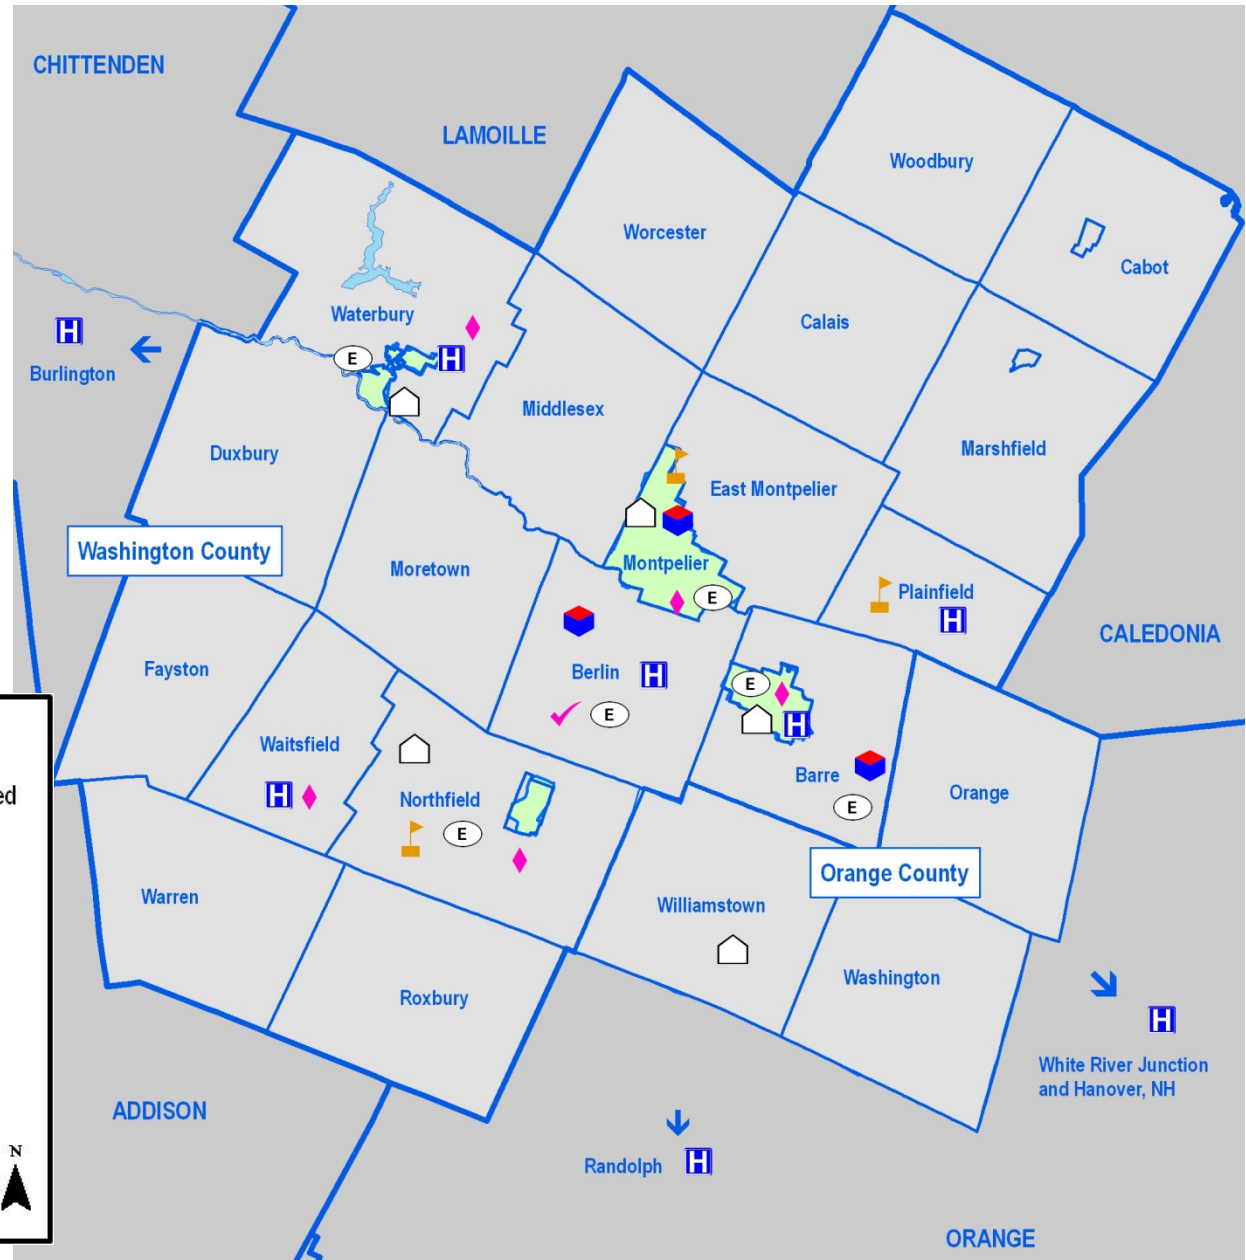 CHITTENDEN
LAMOILLE
Woodbury
Worcester
Cabot
Waterbury
Calais
H
Burlington
E
H
Middlesex
Marshfield
Duxbury
East Montpelier
Washington County
Moretown
Montpelier
E
Plainfield
H
CALEDONIA
Fayston
Berlin
H
E
E
H
Waitsfield
H
Northfield
E
Barre
E
Orange
ed
Orange County
Warren
Williamstown
Washington
Roxbury
H
White River Junction
and Hanover, NH
ADDISON
N
Randolph
H
ORANGE